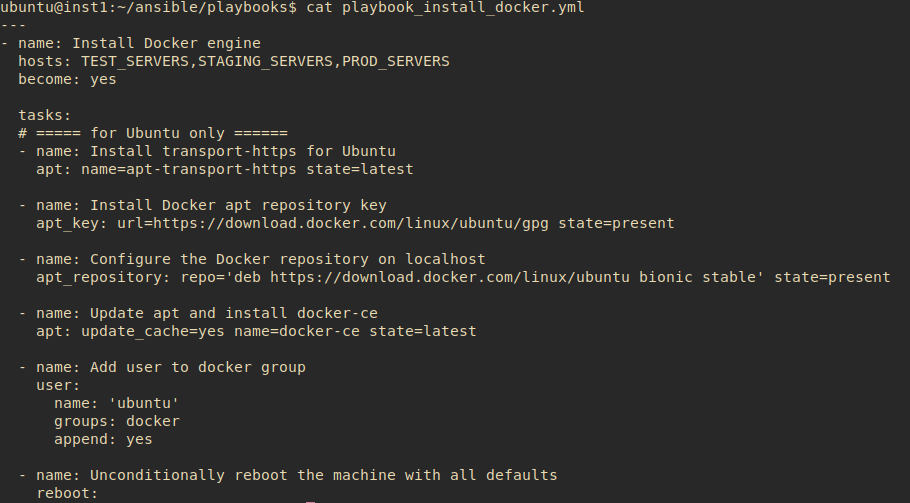 ubuntu@inst1:~/ansible/playbooks$ cat playbook_install_docker.yml
---
- name: Install Docker engine
  hosts: TEST_SERVERS,STAGING_SERVERS,PROD_SERVERS
  become: yes

  tasks:
  # ===== for Ubuntu only ======
  - name: Install transport-https for Ubuntu
    apt: name=apt-transport-https state=latest

  - name: Install Docker apt repository key
    apt_key: url=https://download.docker.com/linux/ubuntu/gpg state=present

  - name: Configure the Docker repository on localhost
    apt_repository: repo='deb https://download.docker.com/linux/ubuntu bionic stable' state=present

  - name: Update apt and install docker-ce
    apt: update_cache=yes name=docker-ce state=latest

  - name: Add user to docker group
    user:
      name: 'ubuntu'
      groups: docker
      append: yes

  - name: Unconditionally reboot the machine with all defaults
    reboot: